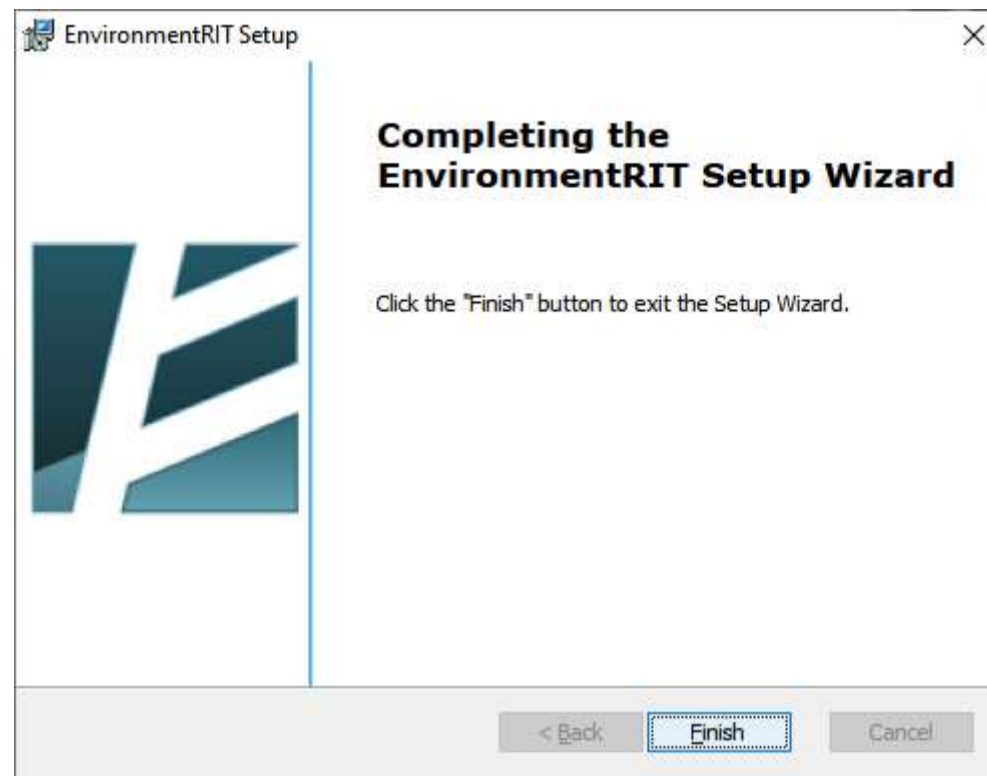 EnvironmentRIT Setup
Completing the
EnvironmentRIT Setup Wizard
Click the "Finish" button to exit the Setup Wizard.
< Back
Finish
Cancel